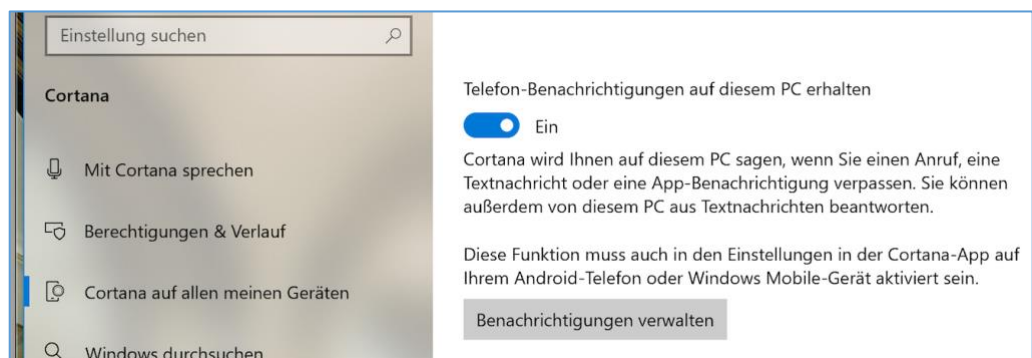 Einstellung suchen
Cortana
Mit Cortana sprechen
Berechtigungen & Verlauf
Cortana auf allen meinen Geräten
Windows durchsuchen
Telefon-Benachrichtigungen auf diesem PC erhalten
Ein
Cortana wird Ihnen auf diesem PC sagen, wenn Sie einen Anruf, eine
Textnachricht oder eine App-Benachrichtigung verpassen. Sie können
außerdem von diesem PC aus Textnachrichten beantworten.
Diese Funktion muss auch in den Einstellungen in der Cortana-App auf
Ihrem Android-Telefon oder Windows Mobile-Gerät aktiviert sein.
Benachrichtigungen verwalten